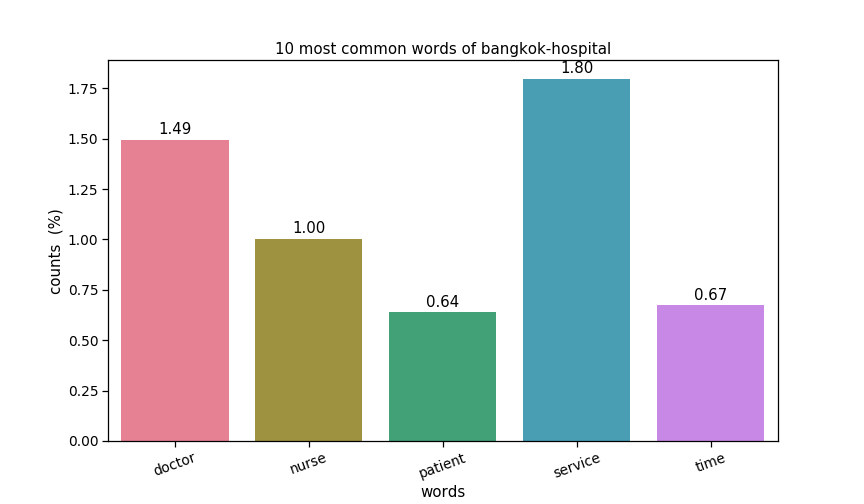 10 most common words of bangkok-hospital
1.80
1.75
1.49
1.50
1.25
1.00
1.00
0.75
0.64
0.67
0.50
0.25
0.00
counts (%)
doctor
nurse
patient
service
time
words